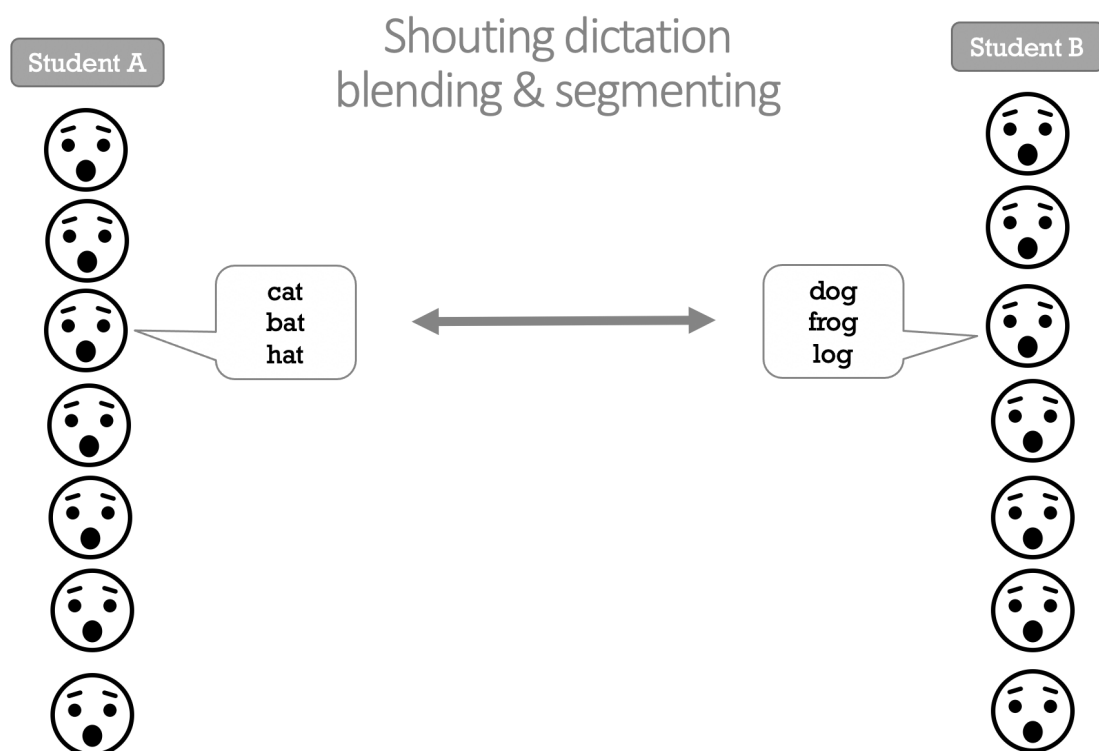 Student A
Shouting dictation
blending & segmenting
Student B
cat
bat
hat
dog
frog
log